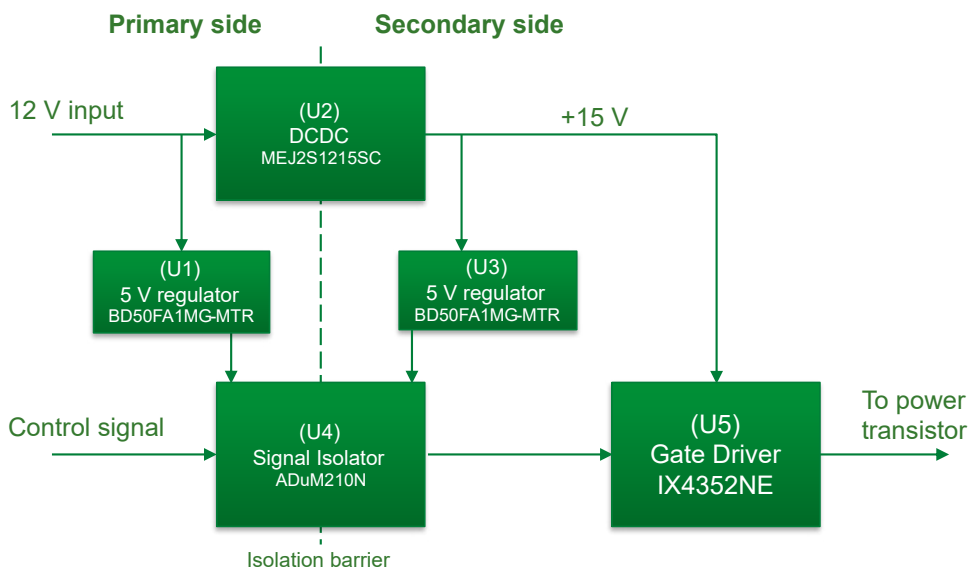 Primary side
Secondary side
12 V input
(U2)
DCDC
MEJ2S1215SC
+15 V
(U1)
5 V regulator
BD50FA1MG-MTR
(U3)
5 V regulator
BD50FA1MG-MTR
Control signal
(U4)
Signal Isolator
ADuM210N
(U5)
Gate Driver
IX4352NE
To power
transistor
Isolation barrier